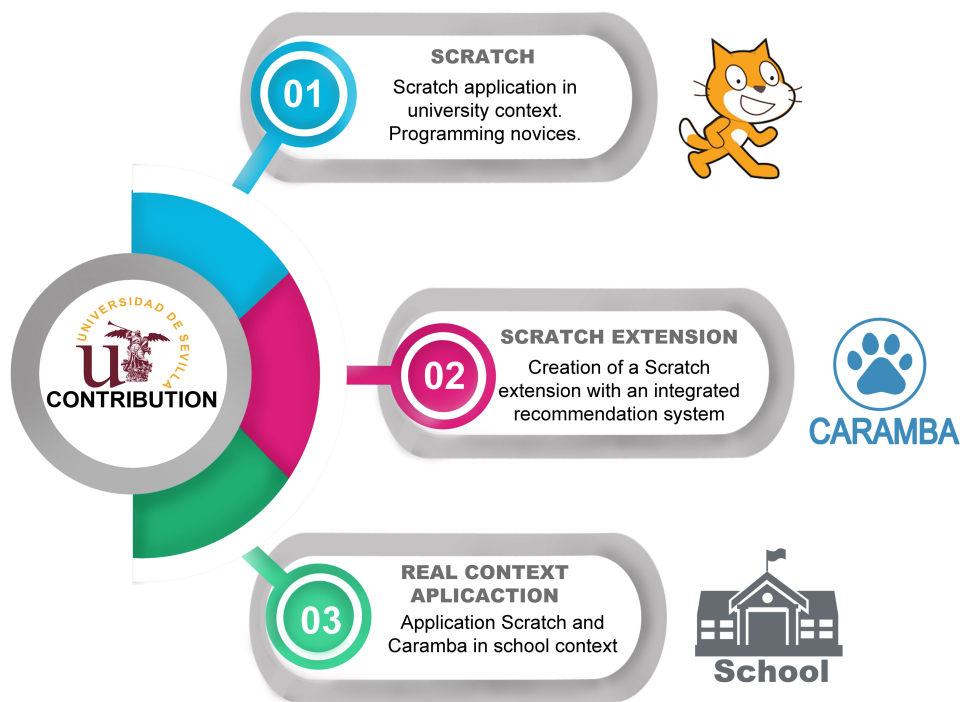 01
SCRATCH
Scratch application in
university context.
Programming novices.
UNIVERSIDAD DE SEVILLA
u
CONTRIBUTION
02
SCRATCH EXTENSION
Creation of a Scratch
extension with an integrated
recommendation system
CARAMBA
03
REAL CONTEXT
APLICACTION
Application Scratch and
Caramba in school context
School